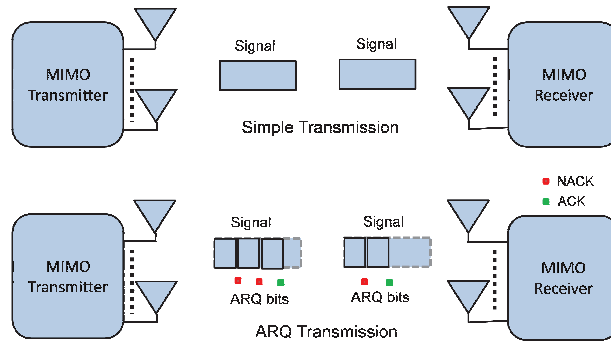 MIMO
Transmitter
Signal
Signal
MIMO
Receiver
Simple Transmission
NACK
ACK
MIMO
Transmitter
Signal
Signal
MIMO
Receiver
ARQ bits
ARQ bits
ARQ Transmission